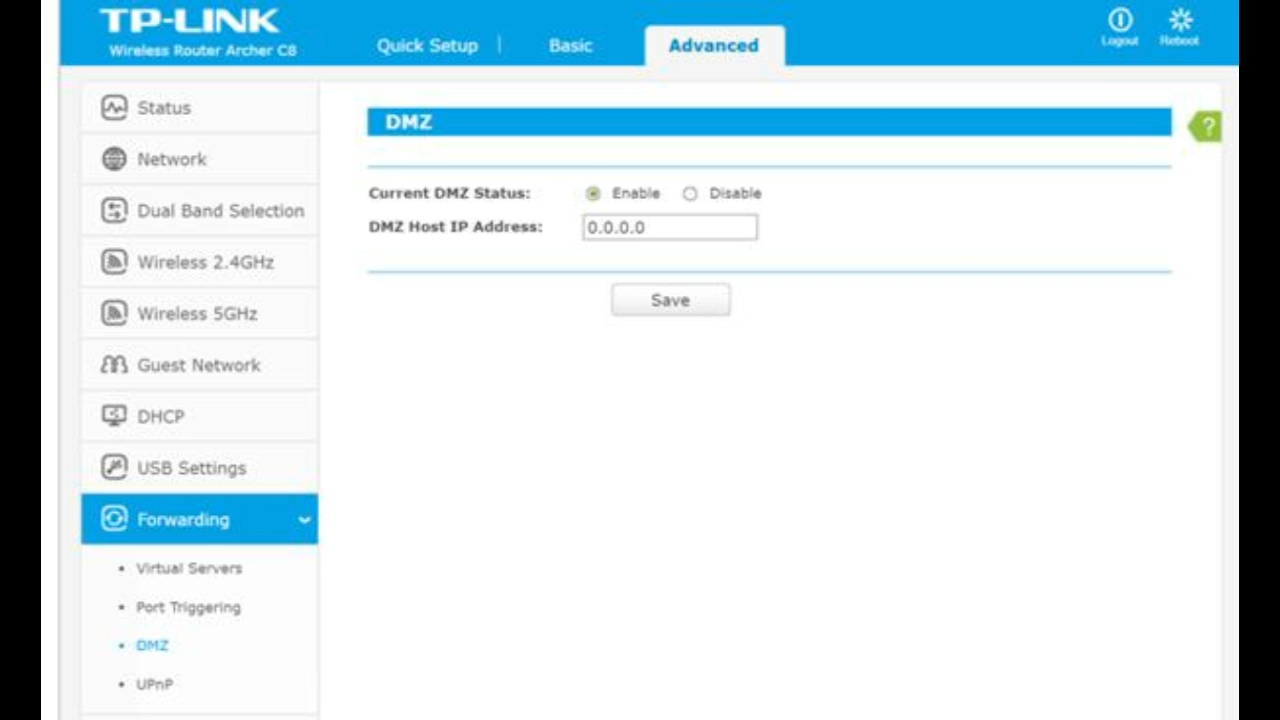 TP-LINK
Wireless Router Archer C8
Quick Setup
Basic
Advanced
Logout
Reboot
Status
Network
Dual Band Selection
Wireless 2.4GHz
Wireless 5GHz
Guest Network
DHCP
USB Settings
Forwarding
• Virtual Servers
• Port Triggering
• DMZ
• UPnP
DMZ
?
Current DMZ Status: Enable Disable
DMZ Host IP Address: 0.0.0.0
Save